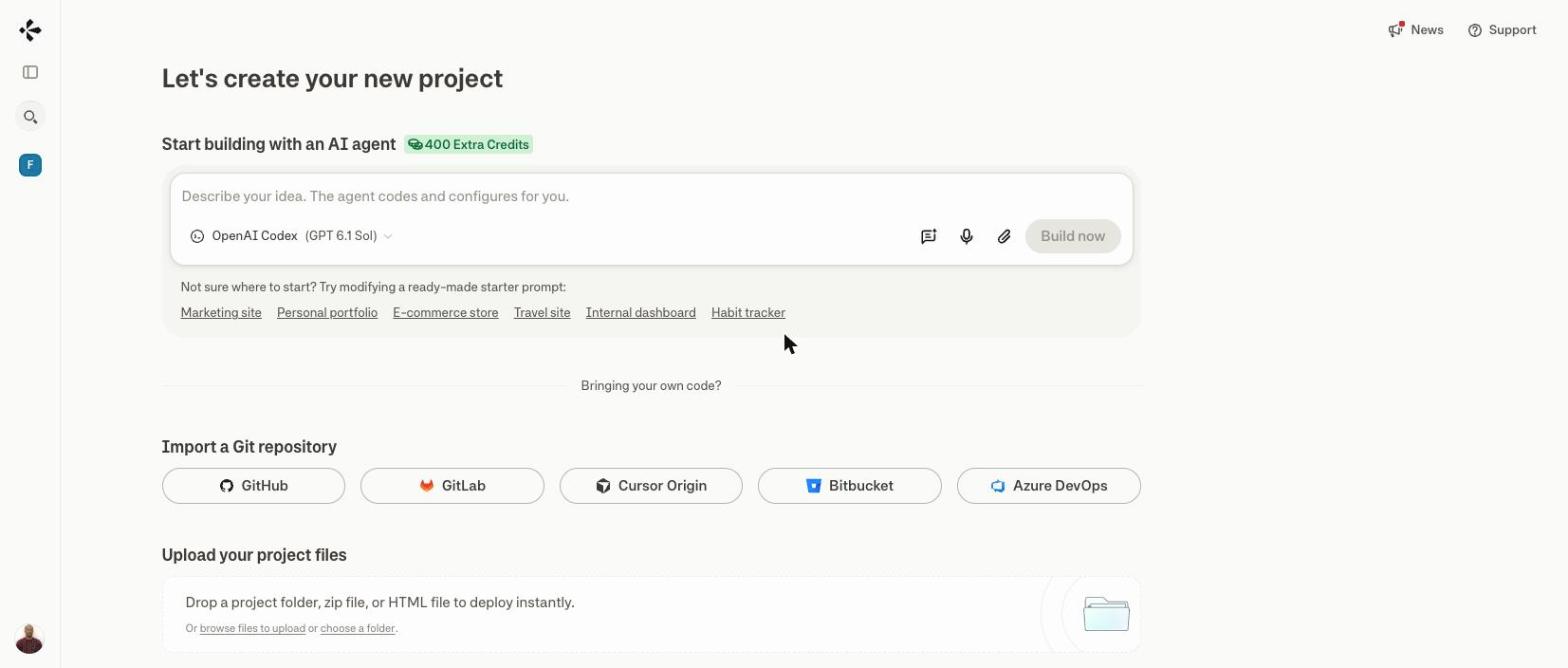 News
Support
Let's create your new project
F
Start building with an AI agent
400 Extra Credits
Describe your idea. The agent codes and configures for you.
OpenAI Codex (GPT 6.1 Sol)
Build now
Not sure where to start? Try modifying a ready-made starter prompt:
Marketing site Personal portfolio E-commerce store Travel site Internal dashboard Habit tracker
Bringing your own code?
Import a Git repository
GitHub GitLab Cursor Origin Bitbucket Azure DevOps
Upload your project files
Drop a project folder, zip file, or HTML file to deploy instantly.
Or browse files to upload or choose a folder.